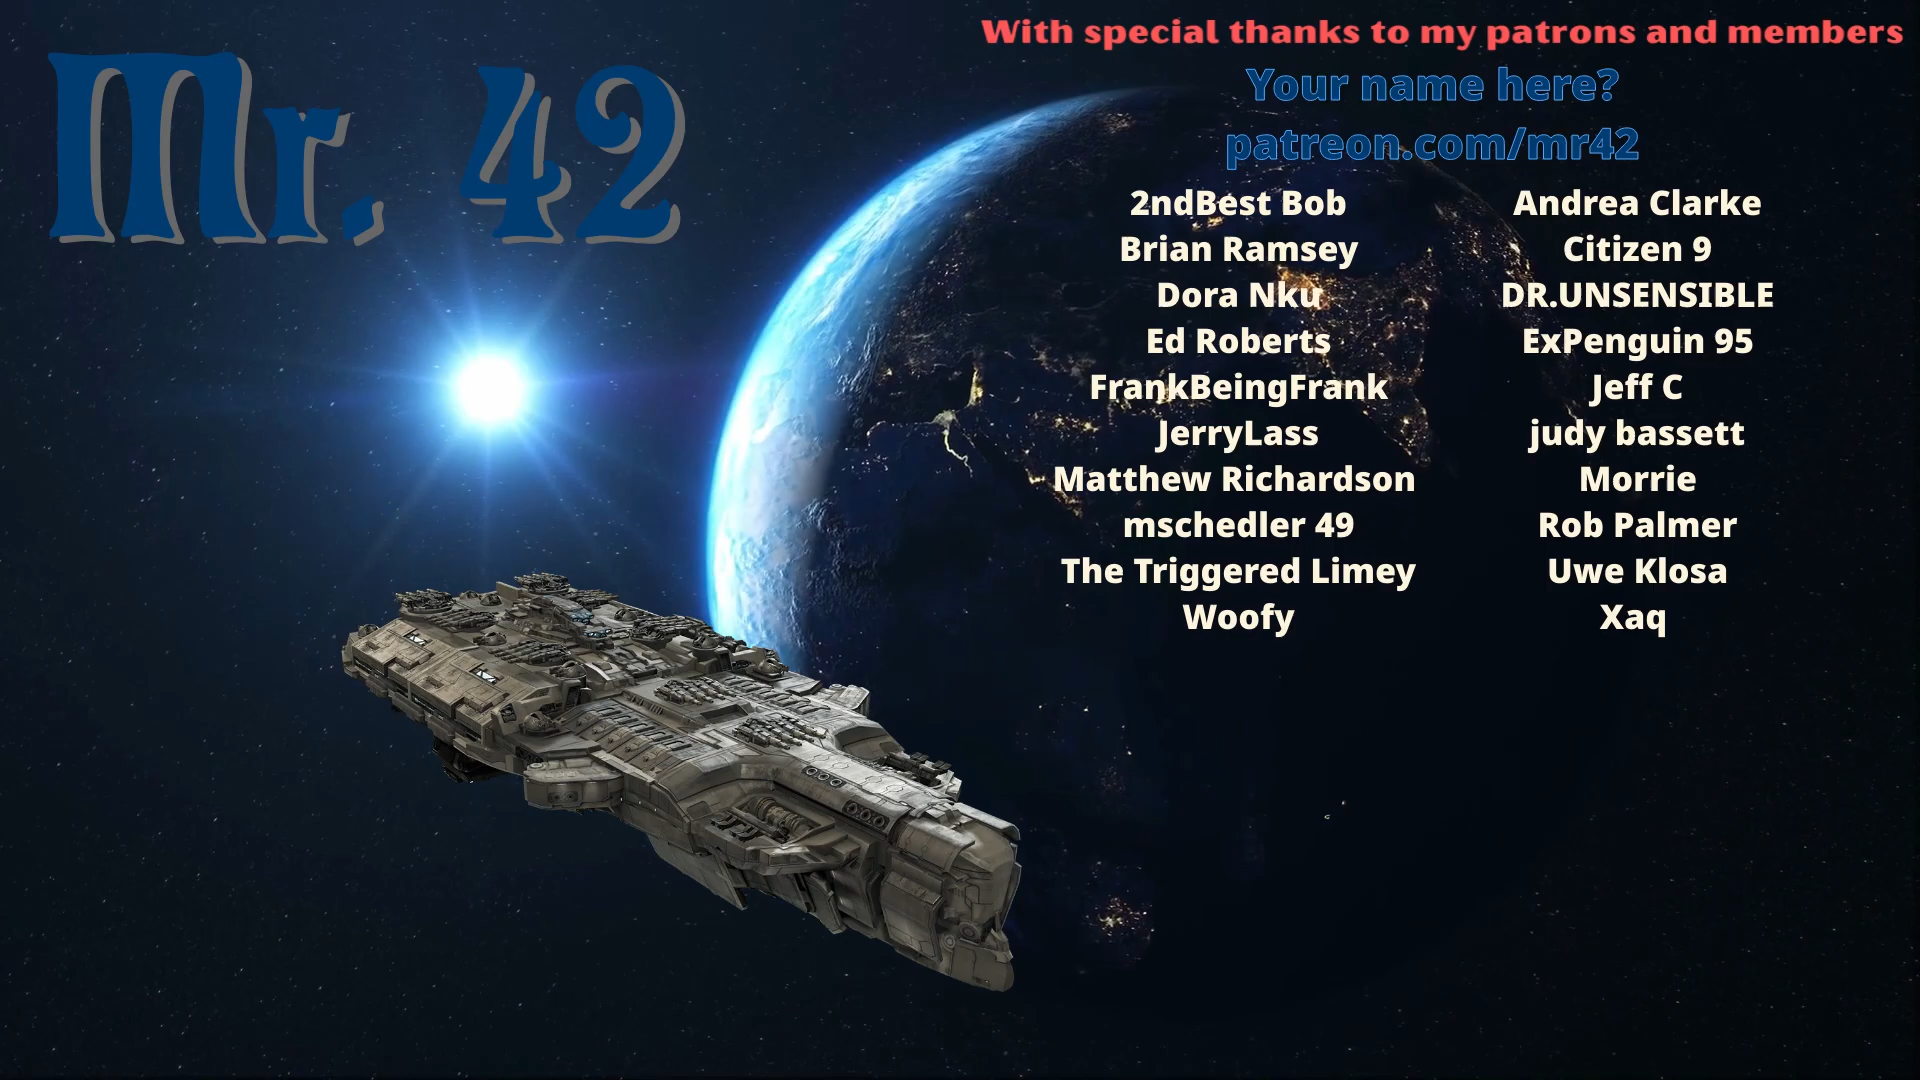 Mr. 42
With special thanks to my patrons and members
Your name here?
patreon.com/mr42
2ndBest Bob
Andrea Clarke
Brian Ramsey
Citizen 9
Dora Nku
DR.UNSENSIBLE
Ed Roberts
ExPenguin 95
FrankBeingFrank
Jeff C
JerryLass
judy bassett
Matthew Richardson
Morrie
mschedler 49
Rob Palmer
The Triggered Limey
Uwe Klosa
Woofy
Xaq